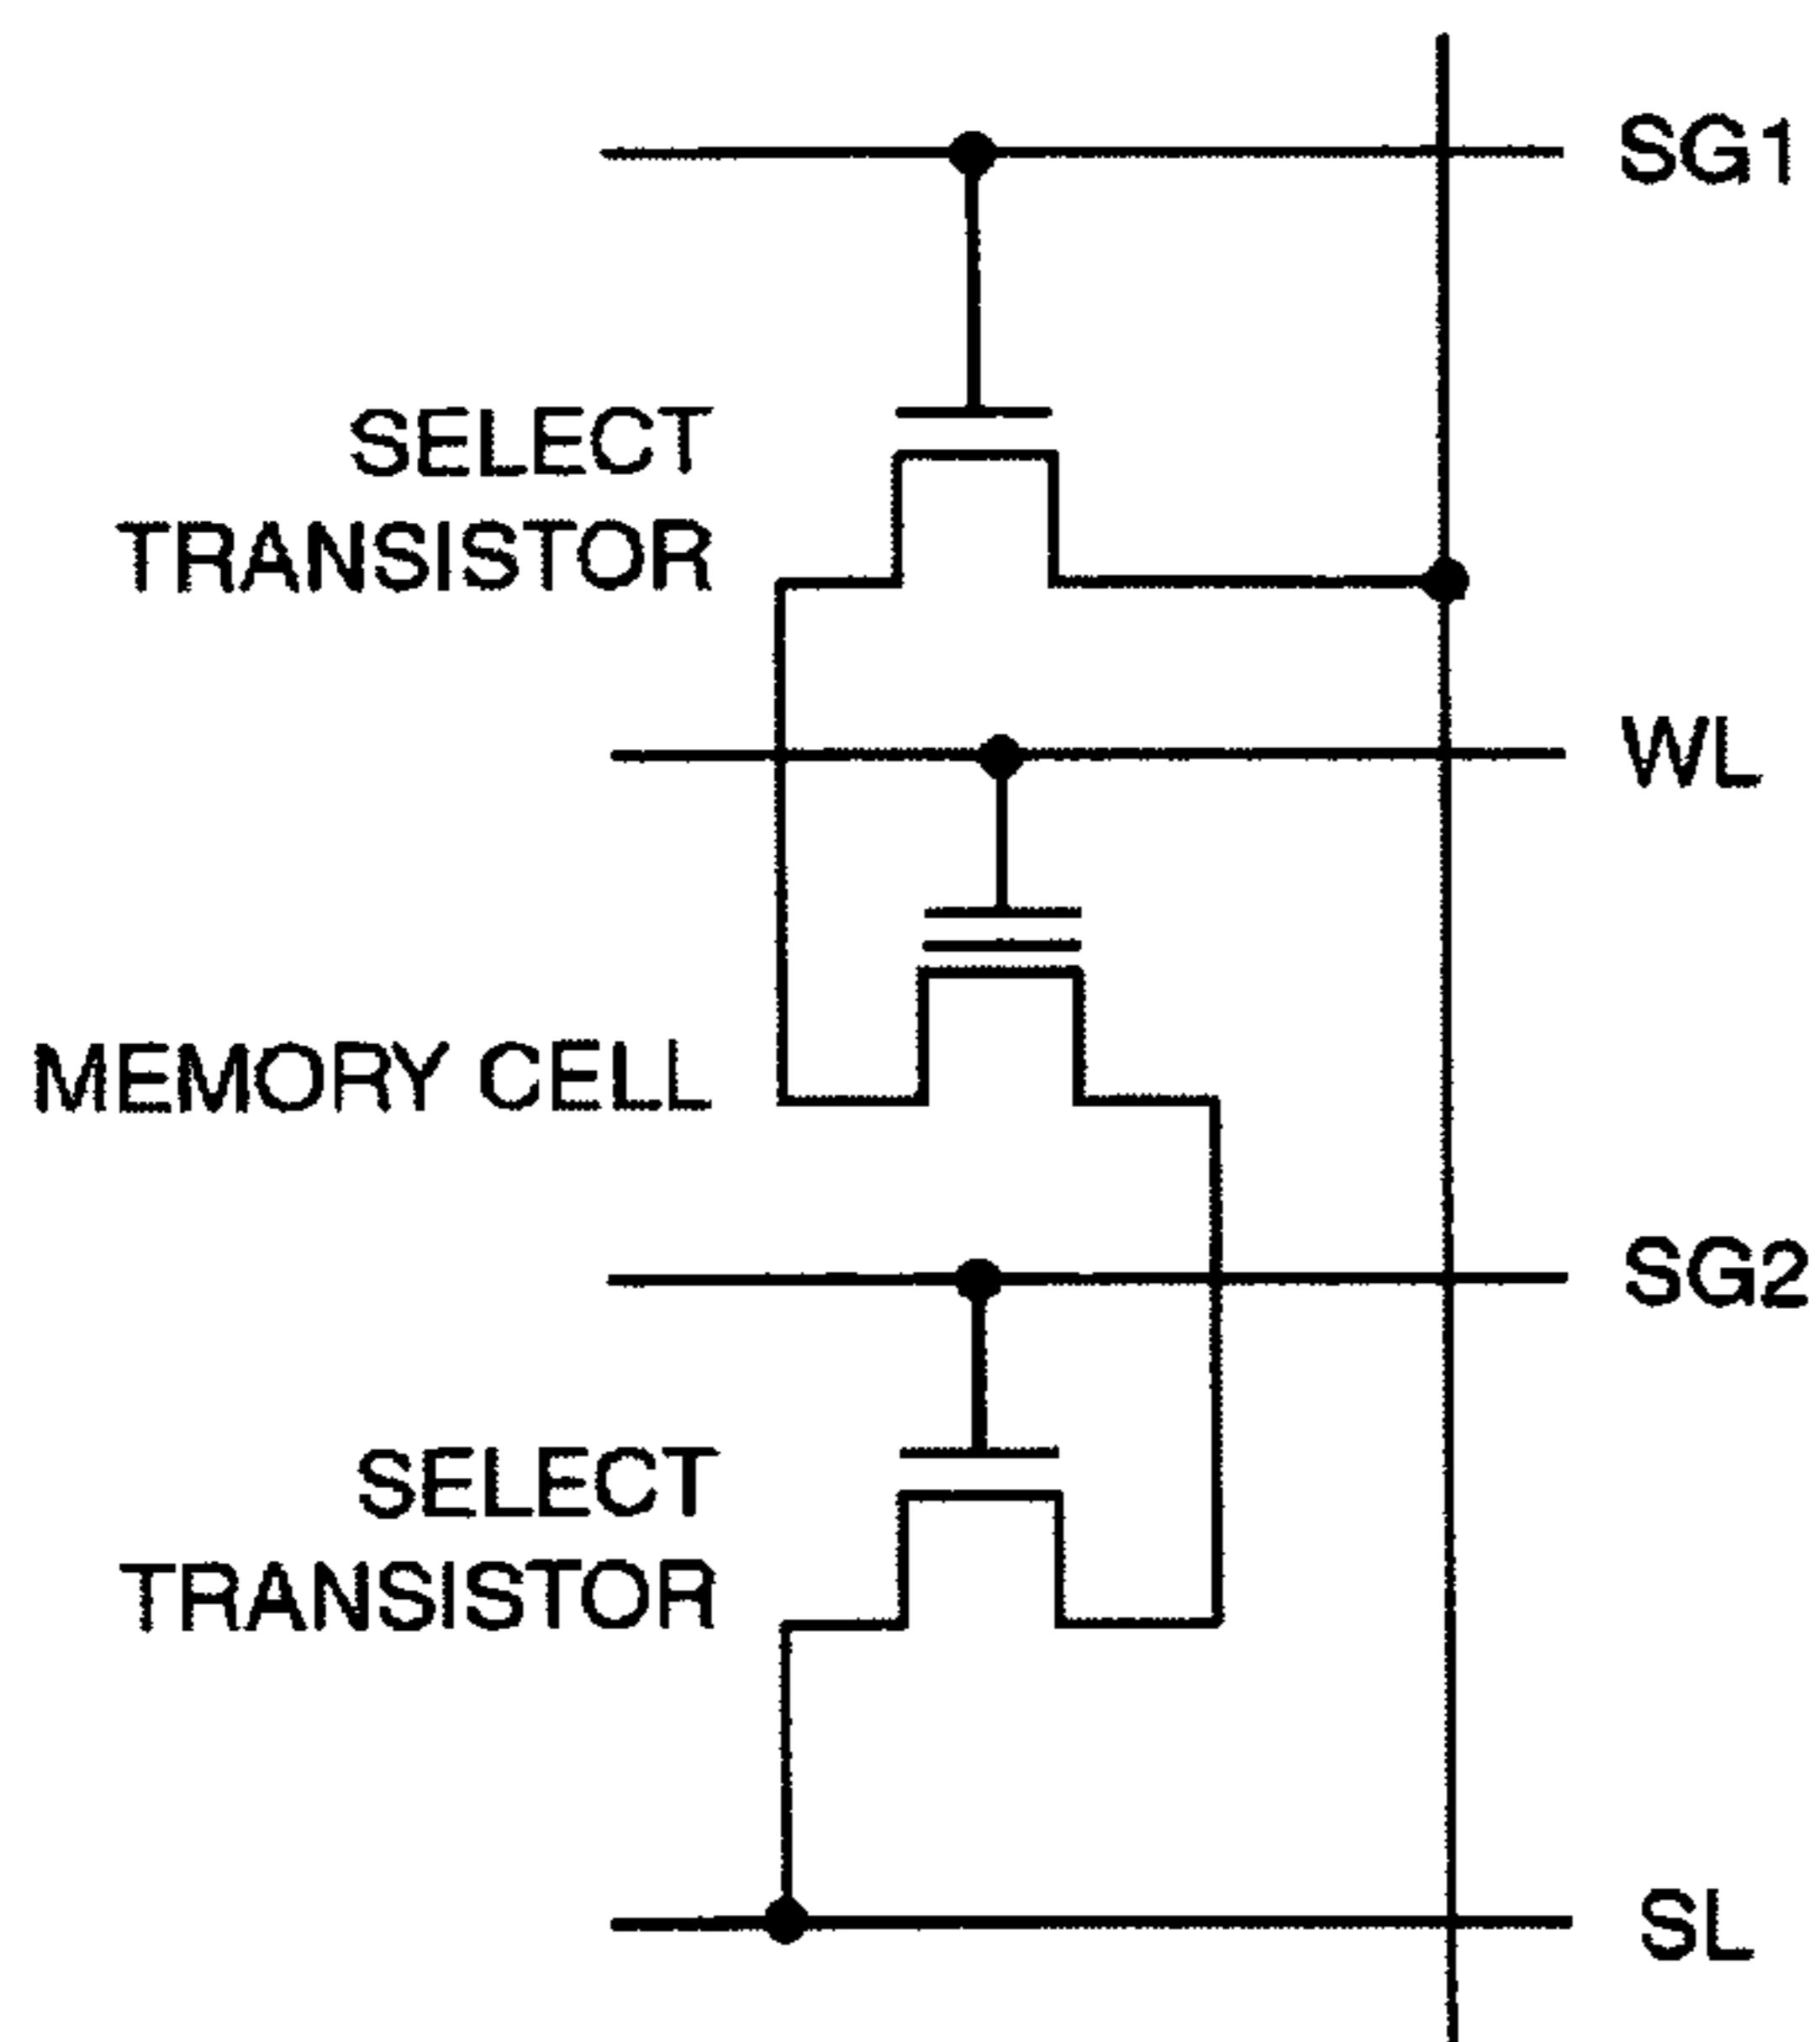 SG1
SELECT
TRANSISTOR
WL
MEMORY CELL
SG2
SELECT
TRANSISTOR
SL